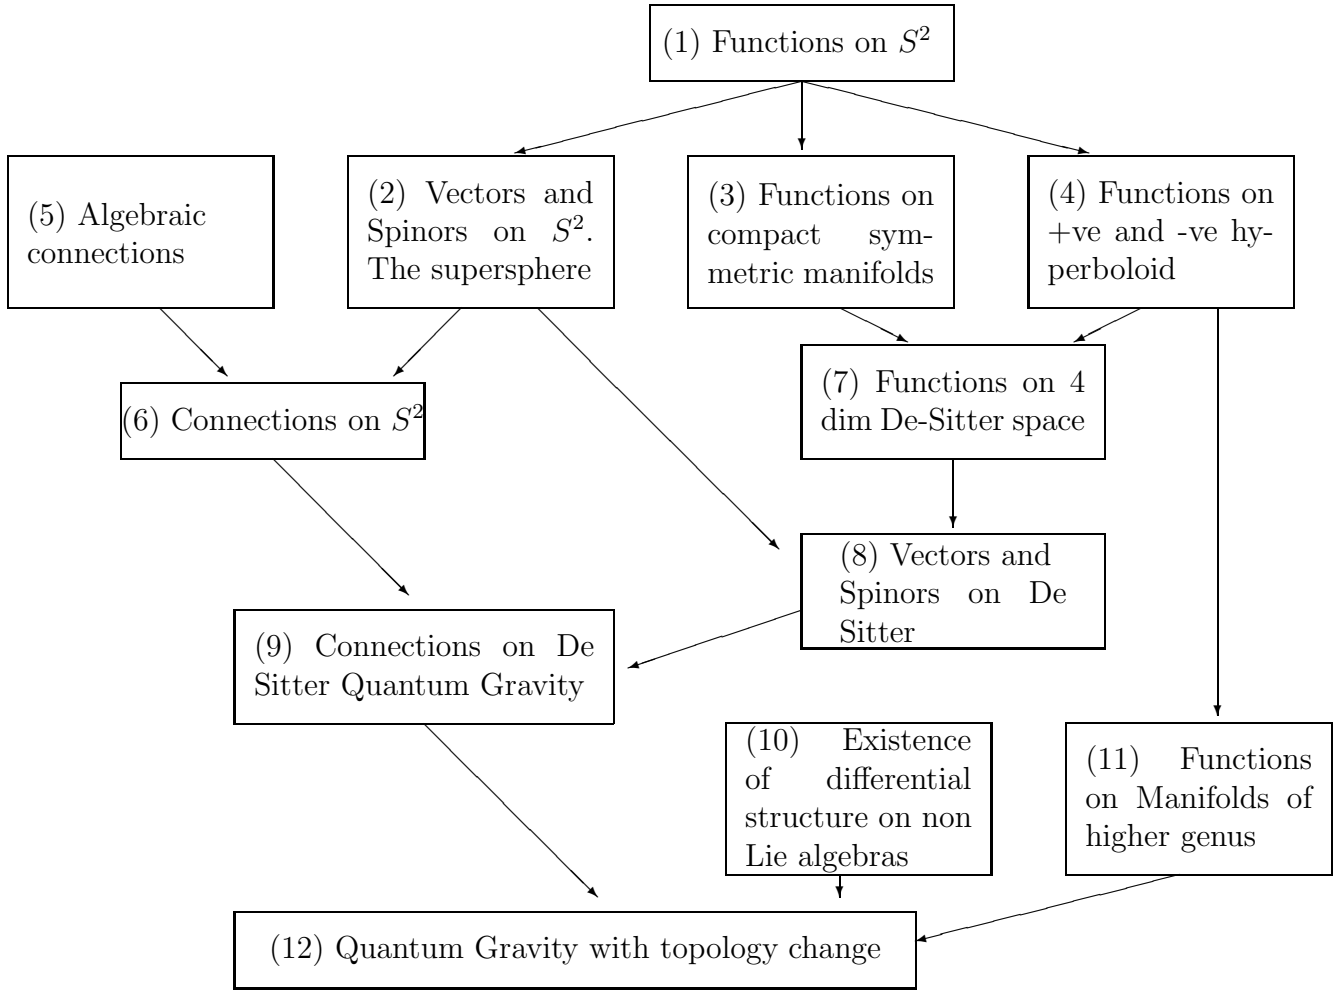 (1) Functions on S²
(5) Algebraic
connections
(2) Vectors and
Spinors on S².
The supersphere
(3) Functions on
compact sym-
metric manifolds
(4) Functions on
+ve and -ve hy-
perboloid
(6) Connections on S²
(7) Functions on 4
dim De-Sitter space
(8) Vectors and
Spinors on De
Sitter
(9) Connections on De
Sitter Quantum Gravity
(10) Existence
of differential
structure on non
Lie algebras
(11) Functions
on Manifolds of
higher genus
(12) Quantum Gravity with topology change